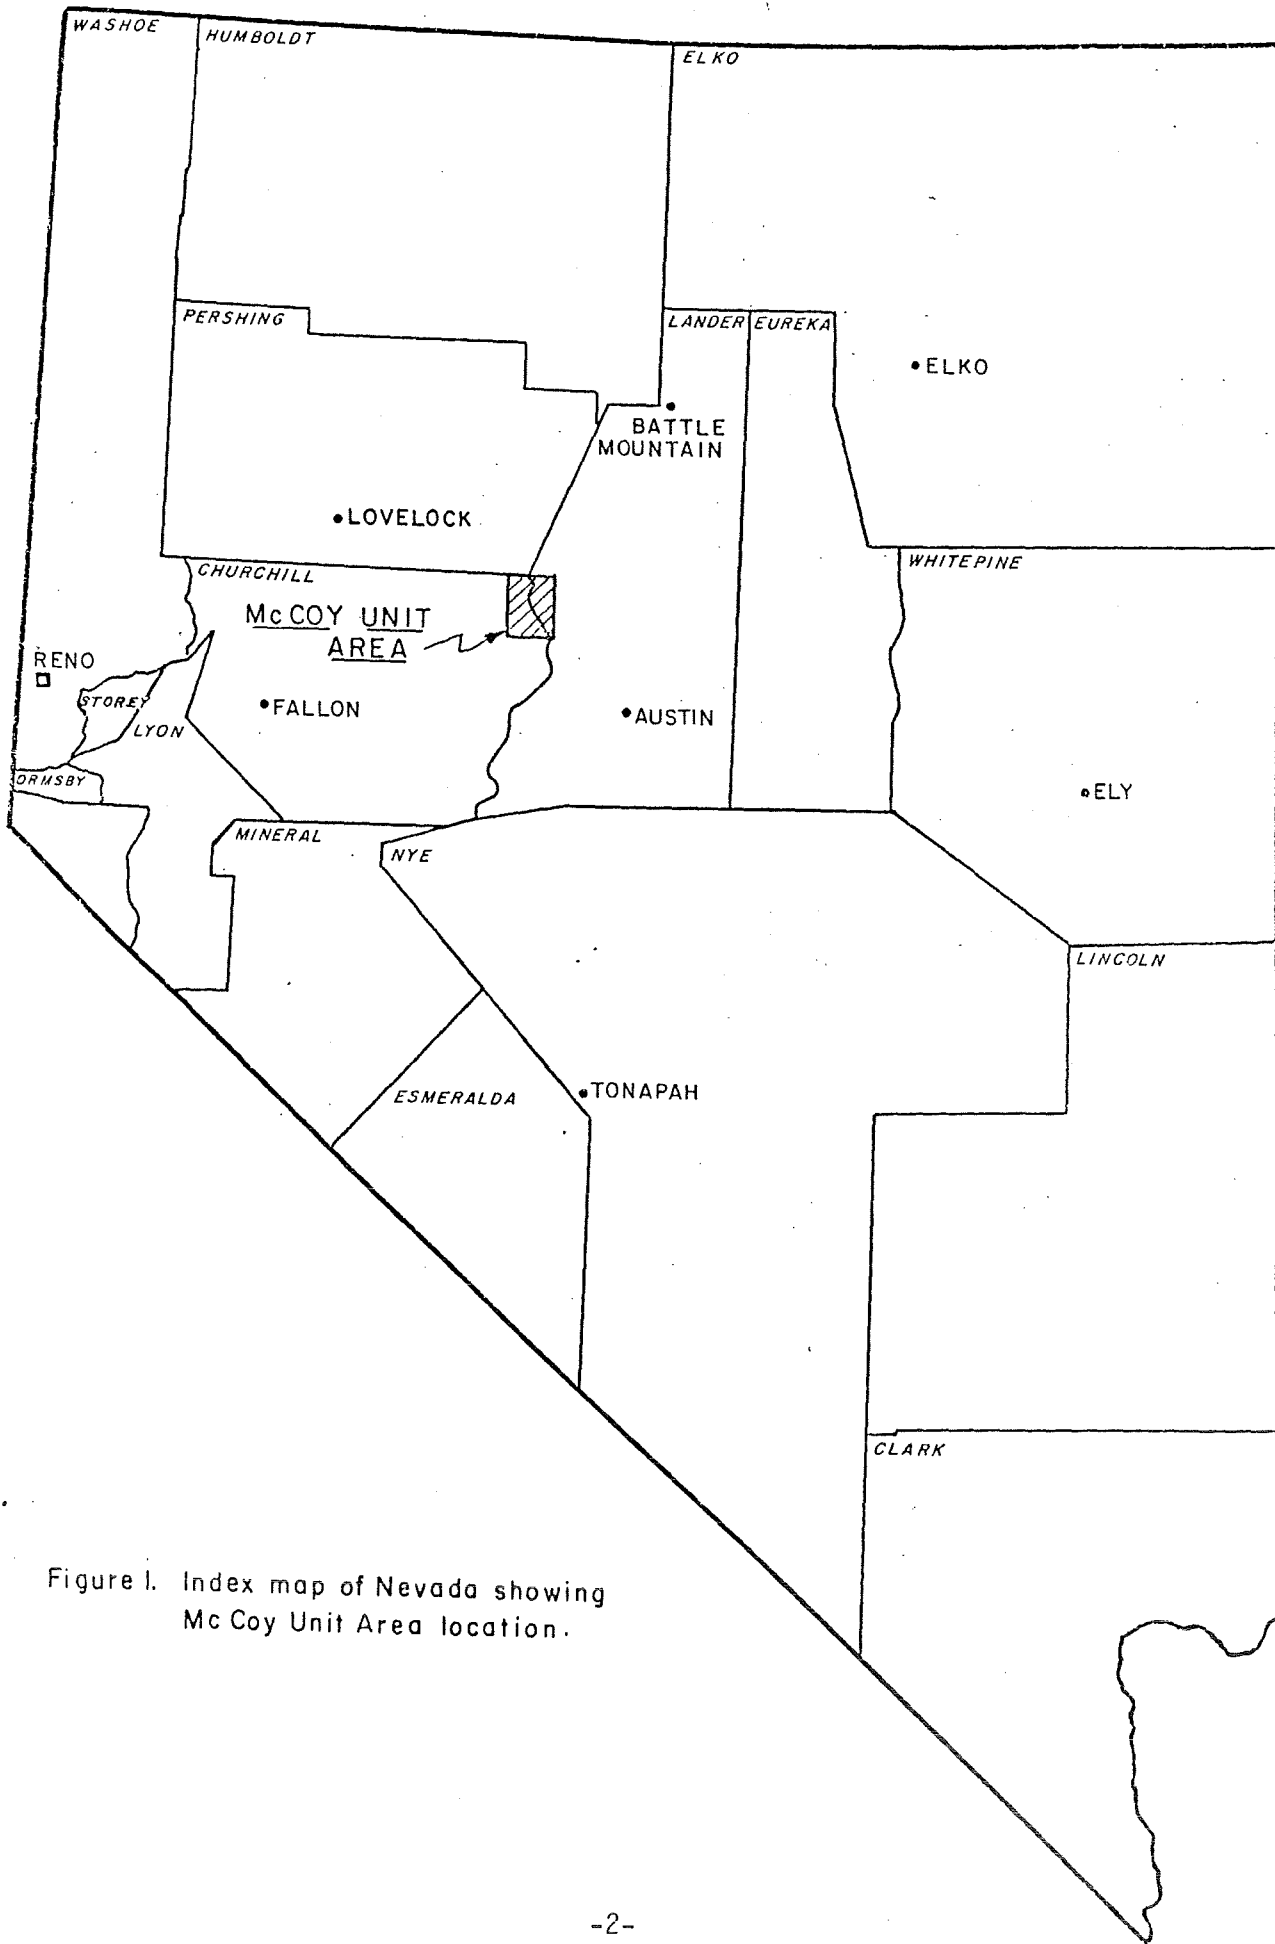 WASHOE
HUMBOLDT
ELKO
PERSHING
LANDER
EUREKA
ELKO
BATTLE
MOUNTAIN
LOVELOCK
CHURCHILL
WHITEPINE
McCOY UNIT
AREA
RENO
STOREY
LYON
FALLON
AUSTIN
ORMSBY
ELY
MINERAL
NYE
LINCOLN
ESMERALDA
TONAPAH
CLARK
Figure 1. Index map of Nevada showing
McCoy Unit Area location.
-2-